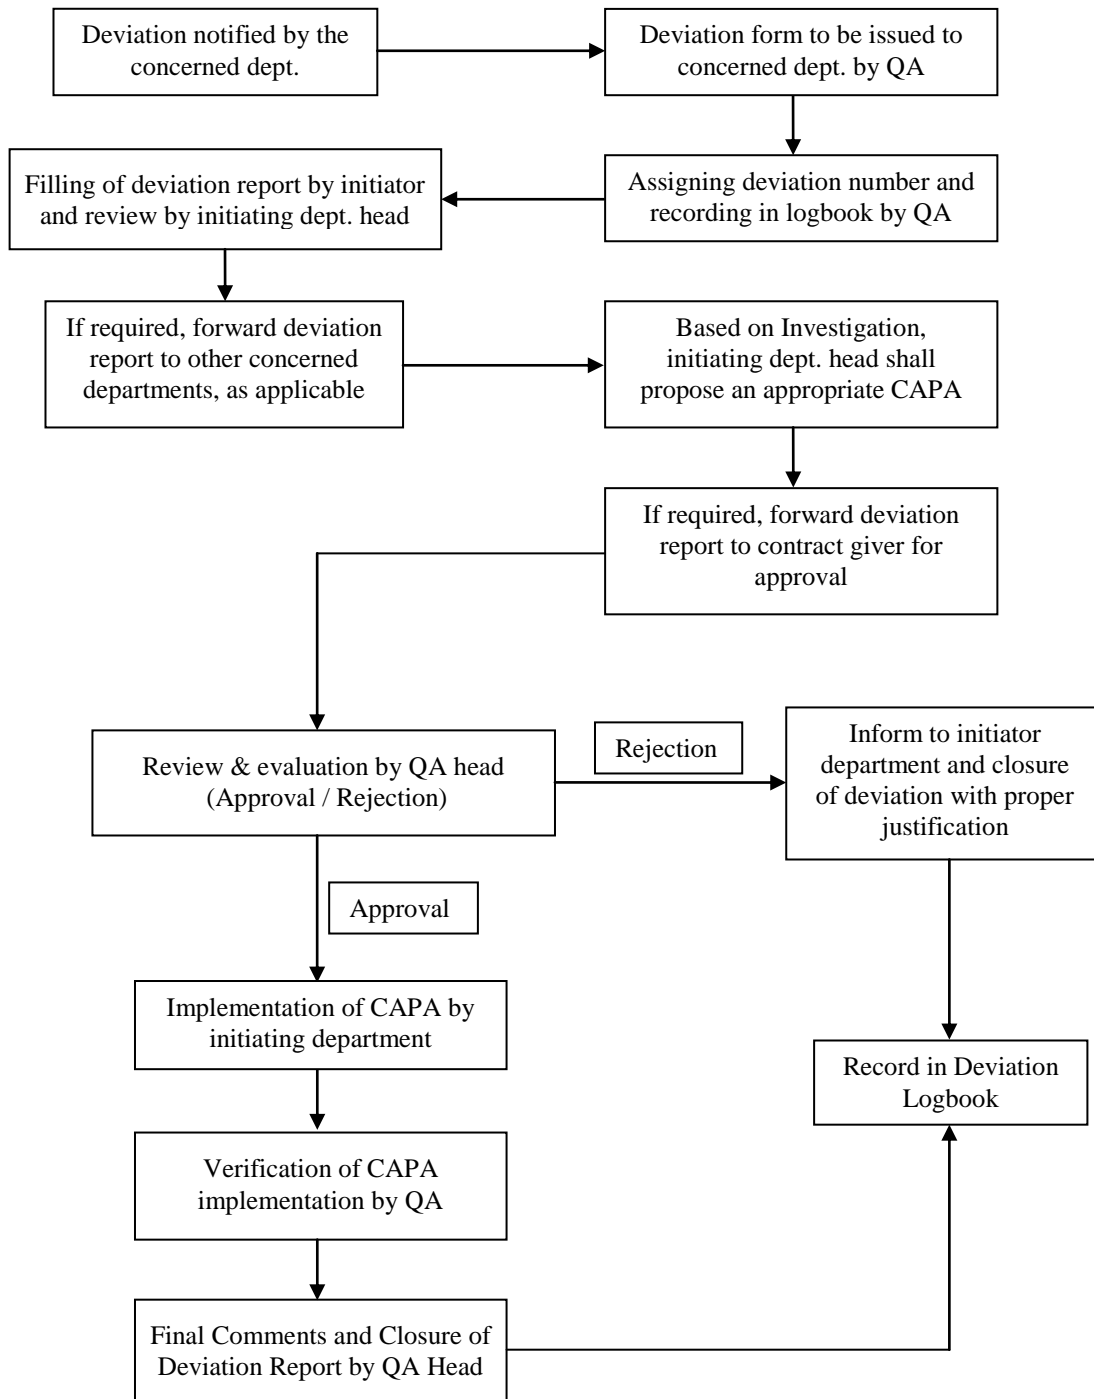 Deviation notified by the
concerned dept.
Deviation form to be issued to
concerned dept. by QA
Assigning deviation number and
recording in logbook by QA
Filling of deviation report by initiator
and review by initiating dept. head
If required, forward deviation
report to other concerned
departments, as applicable
Based on Investigation,
initiating dept. head shall
propose an appropriate CAPA
If required, forward deviation
report to contract giver for
approval
Review & evaluation by QA head
(Approval / Rejection)
Rejection
Inform to initiator
department and closure
of deviation with proper
justification
Approval
Implementation of CAPA by
initiating department
Verification of CAPA
implementation by QA
Final Comments and Closure of
Deviation Report by QA Head
Record in Deviation
Logbook